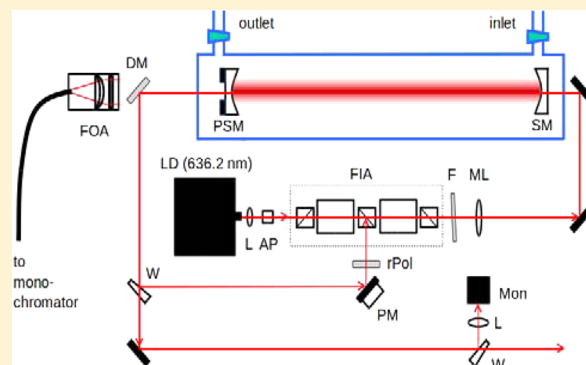 outlet
inlet
DM
FOA
PSM
SM
LD (636.2 nm)
FIA
F
ML
L
AP
to
mono-
chromator
W
rPol
PM
Mon
L
W